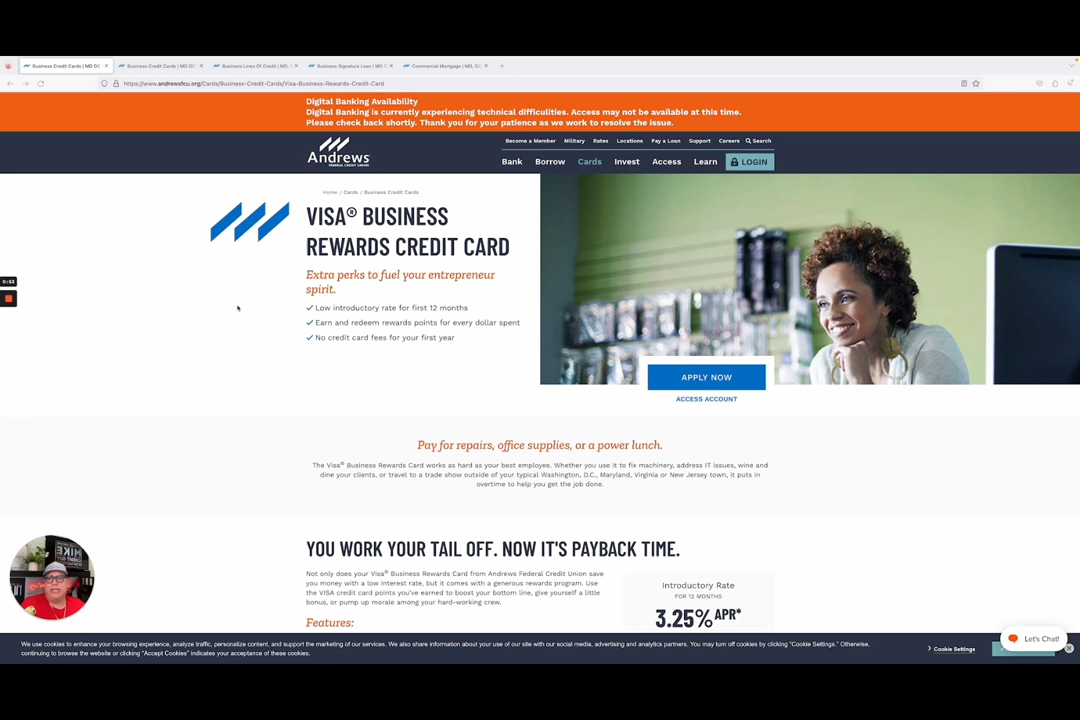 Business Credit Cards | MD DC
Business Credit Cards | MD DC
Business Lines Of Credit | MD,
Business Signature Loan | MD
Commercial Mortgage | MD, DC
https://www.andrewsfcu.org/Cards/Business-Credit-Cards/Visa-Business-Rewards-Credit-Card
Digital Banking Availability
Digital Banking is currently experiencing technical difficulities. Access may not be available at this time.
Please check back shortly. Thank you for your patience as we work to resolve the issue.
Become a Member Military Rates Locations Pay a Loan Support Careers Search
Andrews
FEDERAL CREDIT UNION
Bank Borrow Cards Invest Access Learn LOGIN
Home / Cards / Business Credit Cards
VISA® BUSINESS
REWARDS CREDIT CARD
Extra perks to fuel your entrepreneur
spirit.
Low introductory rate for first 12 months
Earn and redeem rewards points for every dollar spent
No credit card fees for your first year
0:53
APPLY NOW
ACCESS ACCOUNT
Pay for repairs, office supplies, or a power lunch.
The Visa® Business Rewards Card works as hard as your best employee. Whether you use it to fix machinery, address IT issues, wine and
dine your clients, or travel to a trade show outside of your typical Washington, D.C., Maryland, Virginia or New Jersey town, it puts in
overtime to help you get the job done.
YOU WORK YOUR TAIL OFF. NOW IT'S PAYBACK TIME.
Not only does your Visa® Business Rewards Card from Andrews Federal Credit Union save
you money with a low interest rate, but it comes with a generous rewards program. Use
the VISA credit card points you've earned to boost your bottom line, give yourself a little
bonus, or pump up morale among your hard-working crew.
Features:
Introductory Rate
FOR 12 MONTHS
3.25% APR*
MIKE
We use cookies to enhance your browsing experience, analyze traffic, personalize content, and support the marketing of our services. We also share information about your use of our site with our social media, advertising and analytics partners. You may turn off cookies by clicking "Cookie Settings." Otherwise,
continuing to browse the website or clicking "Accept Cookies" indicates your acceptance of these cookies.
Cookie Settings
Let's Chat!